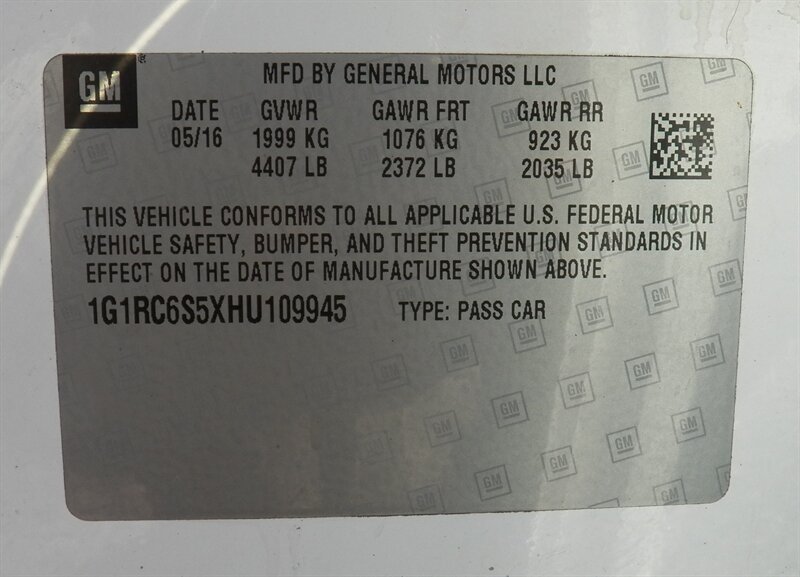 GM MFD BY GENERAL MOTORS LLC
DATE GVWR GAWR FRT GAWR RR
05/16 1999 KG 1076 KG 923 KG
4407 LB 2372 LB 2035 LB
THIS VEHICLE CONFORMS TO ALL APPLICABLE U.S. FEDERAL MOTOR
VEHICLE SAFETY, BUMPER, AND THEFT PREVENTION STANDARDS IN
EFFECT ON THE DATE OF MANUFACTURE SHOWN ABOVE.
1G1RC6S5XHU109945 TYPE: PASS CAR